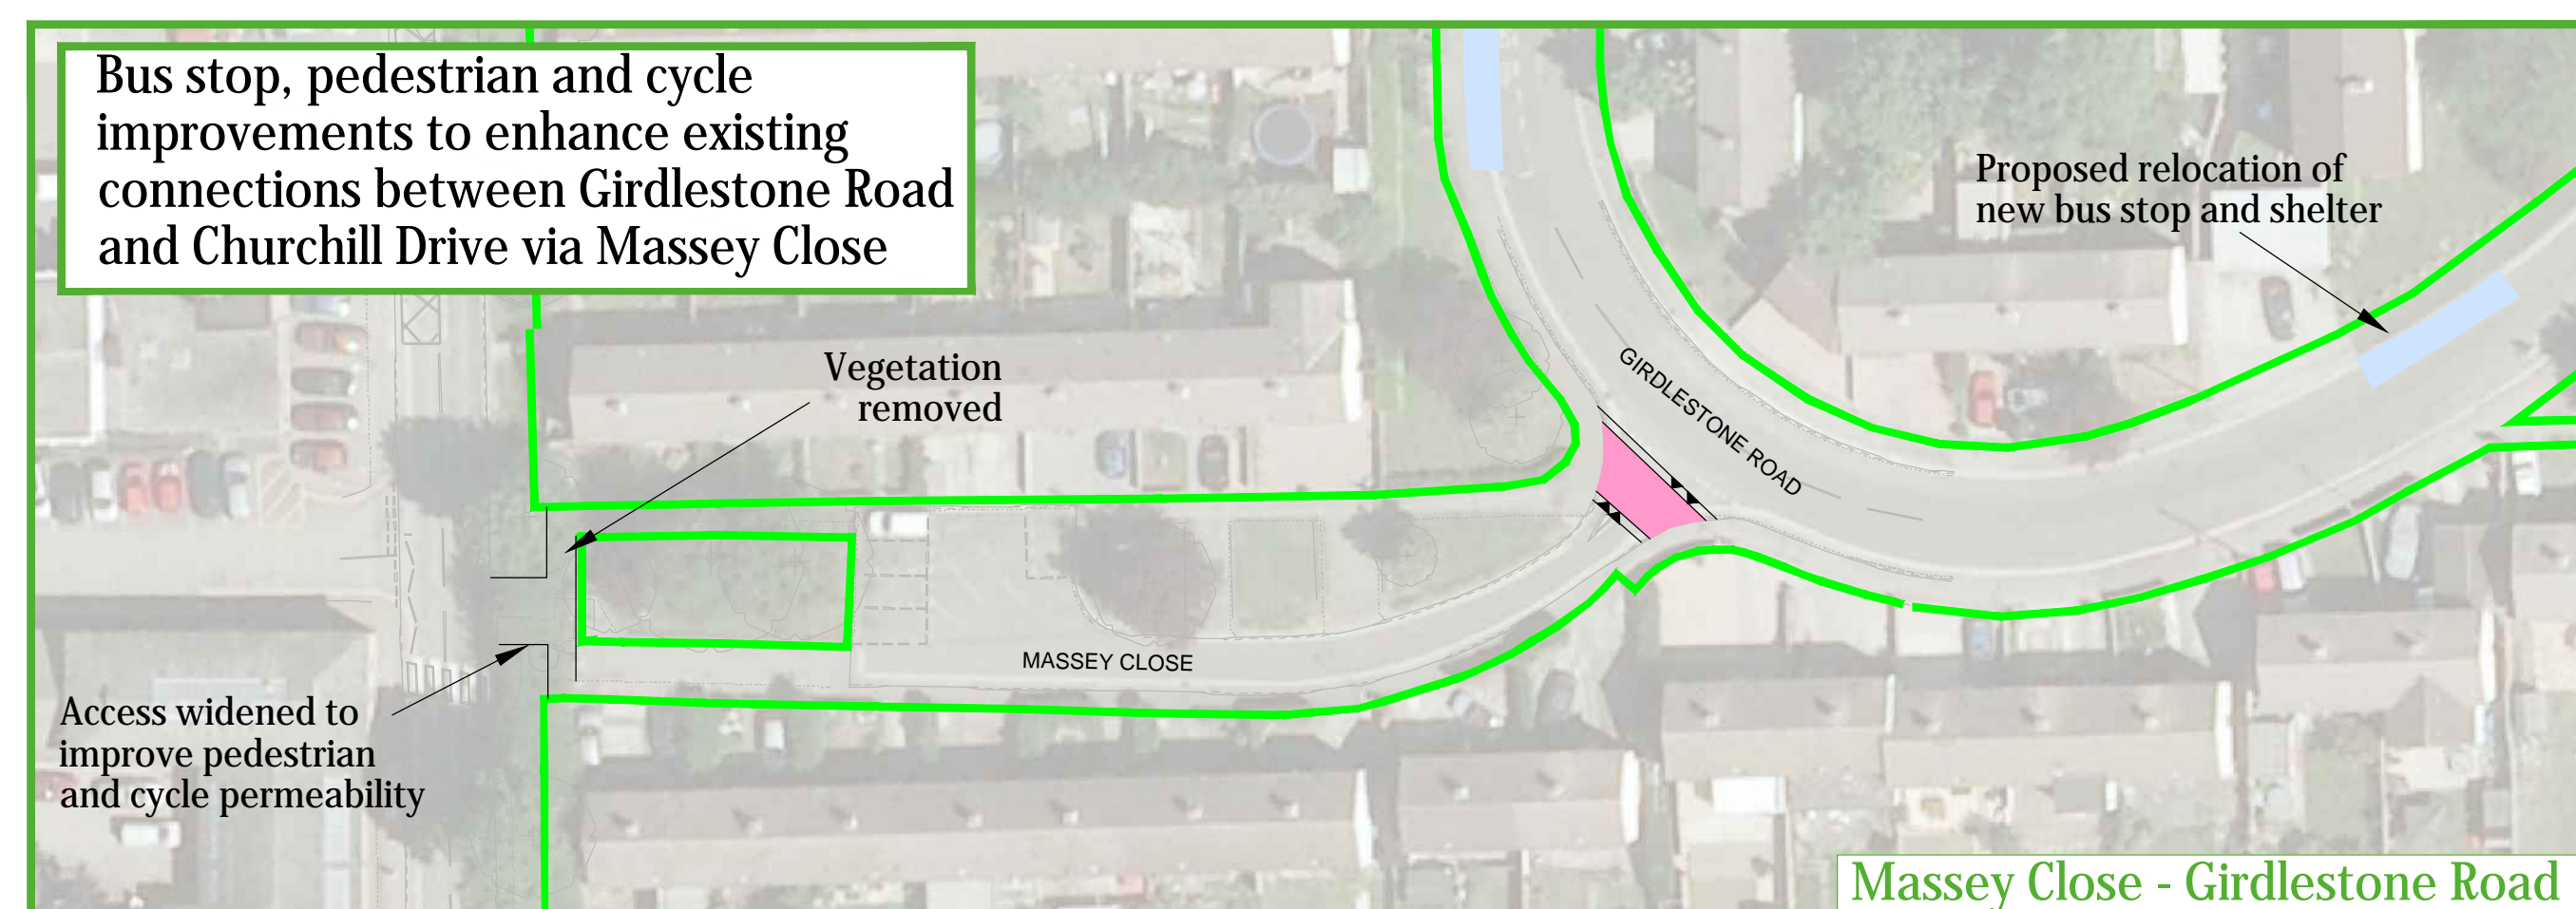 Bus stop, pedestrian and cycle
improvements to enhance existing
connections between Girdlestone Road
and Churchill Drive via Massey Close
Proposed relocation of
new bus stop and shelter
Vegetation
removed
GIRDLESTONE ROAD
MASSEY CLOSE
Access widened to
improve pedestrian
and cycle permeability
Massey Close - Girdlestone Road